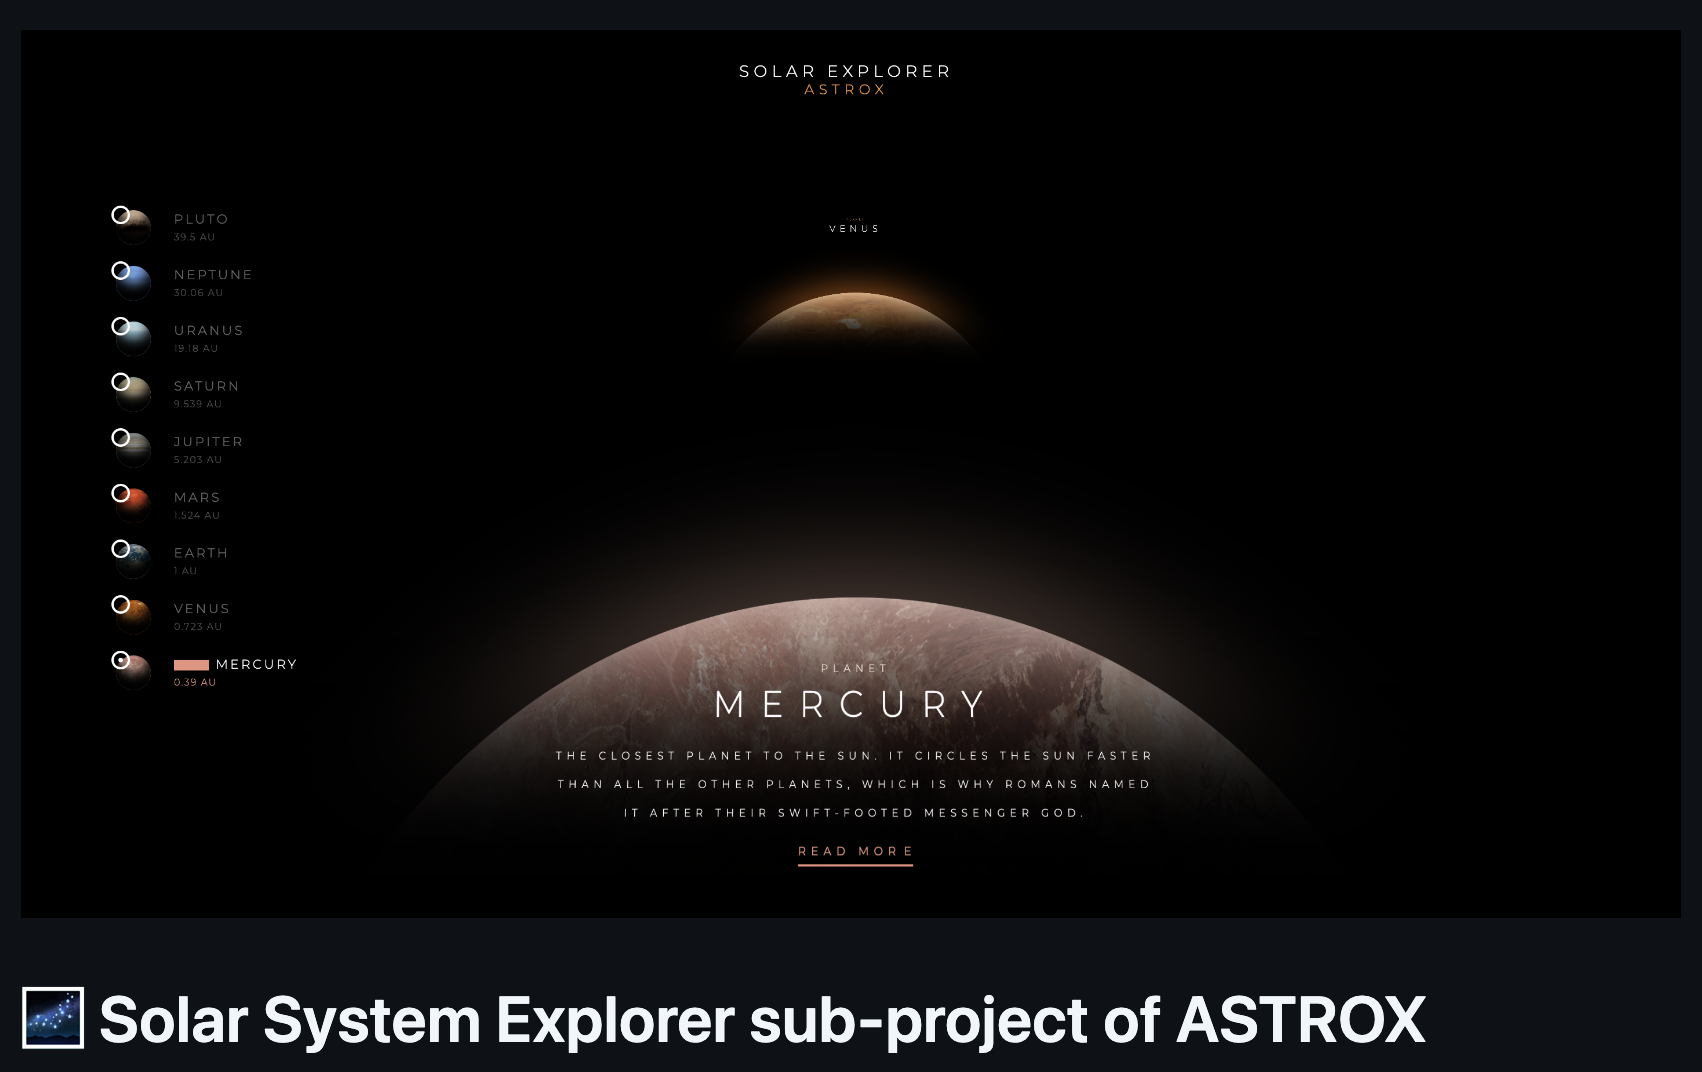 SOLAR EXPLORER
ASTROX
PLUTO
39.5 AU
NEPTUNE
30.06 AU
URANUS
19.18 AU
SATURN
9.539 AU
JUPITER
5.203 AU
MARS
1.524 AU
EARTH
1 AU
VENUS
0.723 AU
MERCURY
0.39 AU
VENUS
PLANET
MERCURY
THE CLOSEST PLANET TO THE SUN. IT CIRCLES THE SUN FASTER
THAN ALL THE OTHER PLANETS, WHICH IS WHY ROMANS NAMED
IT AFTER THEIR SWIFT-FOOTED MESSENGER GOD.
READ MORE
Solar System Explorer sub-project of ASTROX